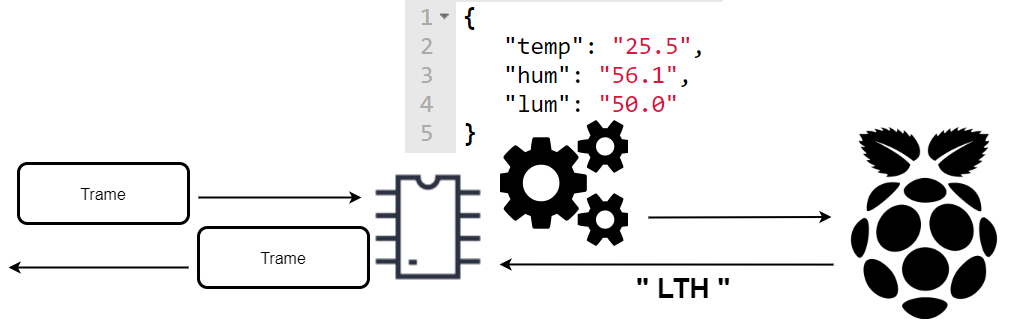 1 {
2 "temp": "25.5",
3 "hum": "56.1",
4 "lum": "50.0"
5 }
Trame
Trame
" LTH "